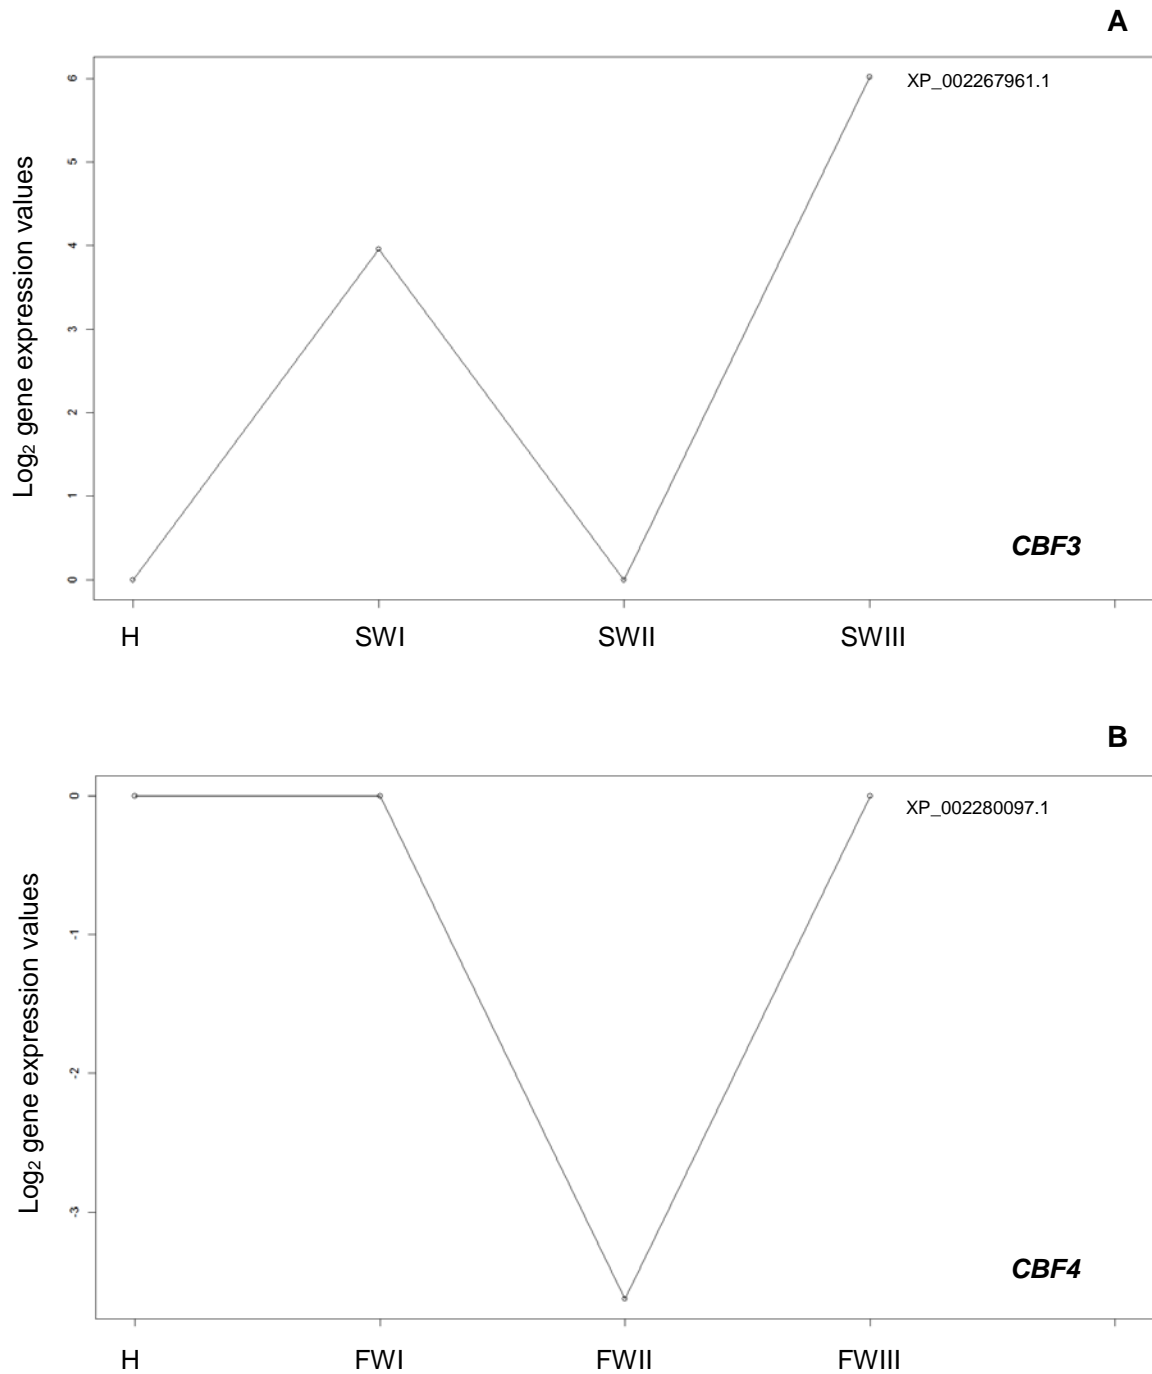 A
Log₂ gene expression values
6
XP_002267961.1
5
4
3
2
1
CBF3
0
H SWI SWII SWIII
B
Log₂ gene expression values
0
XP_002280097.1
-1
-2
-3
CBF4
H FWI FWII FWIII